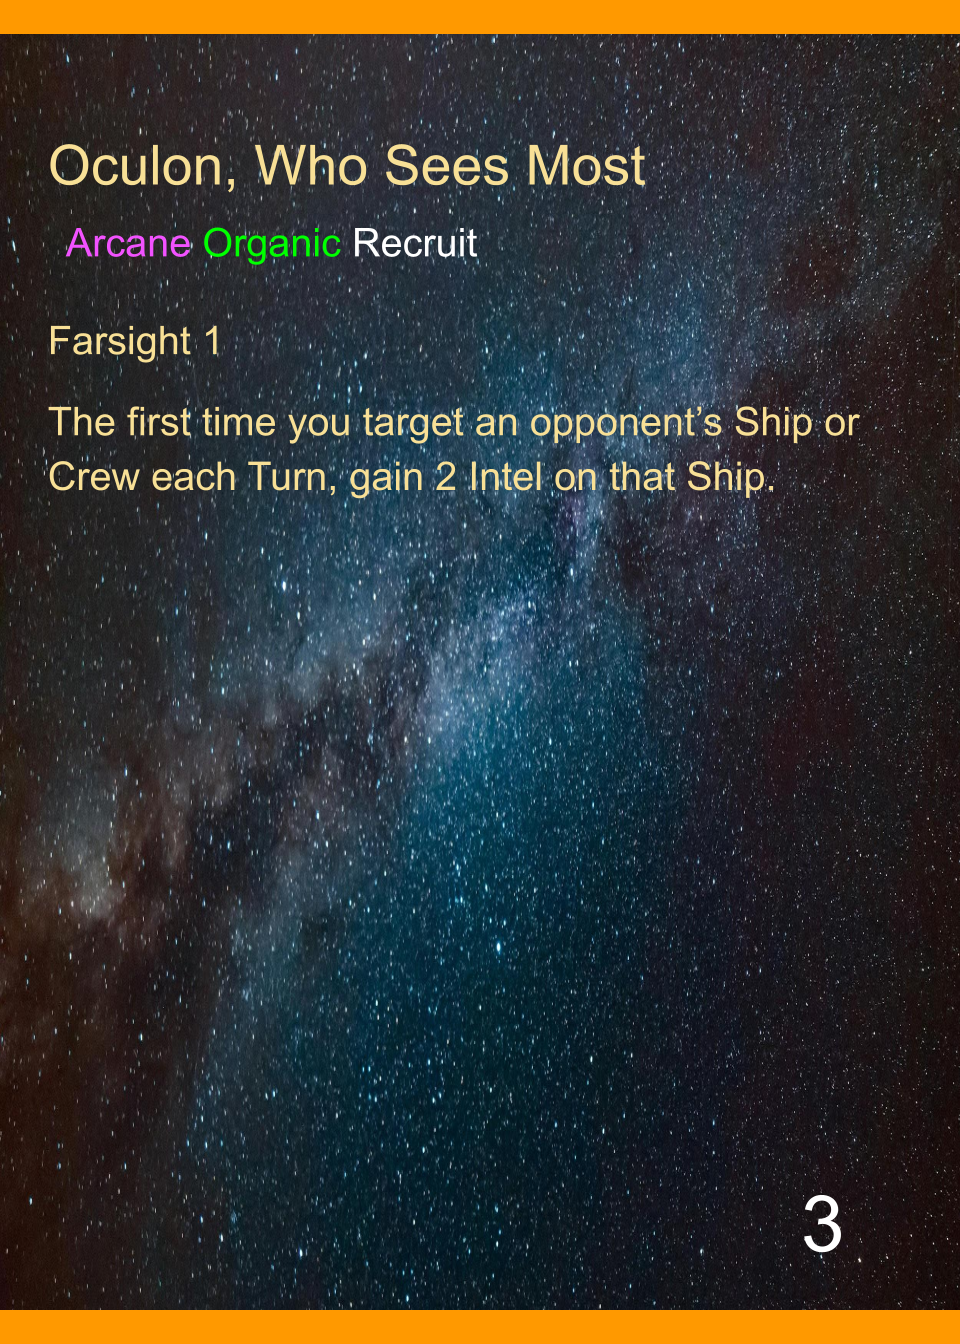 Oculon, Who Sees Most
Arcane Organic Recruit
Farsight 1
The first time you target an opponent’s Ship or
Crew each Turn, gain 2 Intel on that Ship.
3